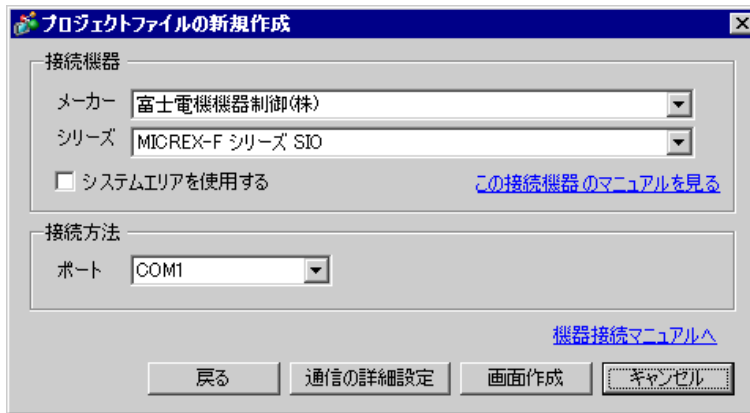 プロジェクトファイルの新規作成
接続機器
メーカー 富士電機機器制御(株)
シリーズ MICREX-F シリーズ SIO
システムエリアを使用する この接続機器のマニュアルを見る
接続方法
ポート COM1
機器接続マニュアルへ
戻る 通信の詳細設定 画面作成 キャンセル